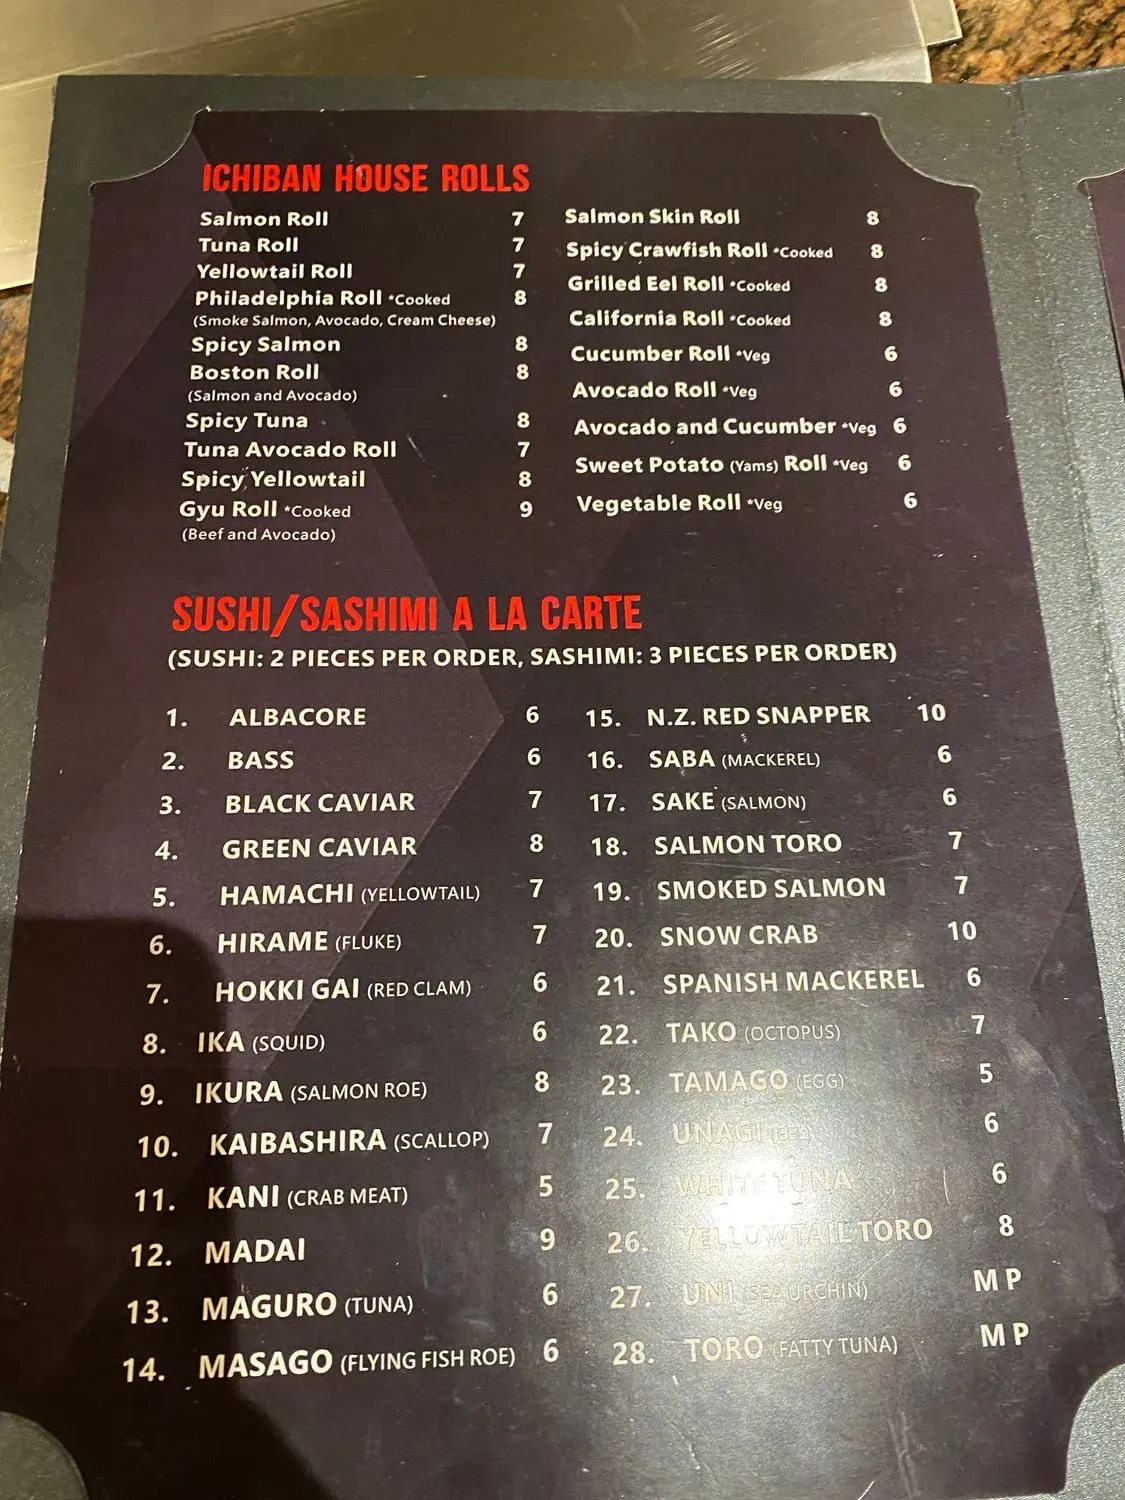 ICHIBAN HOUSE ROLLS
Salmon Roll 7
Tuna Roll 7
Yellowtail Roll 7
Philadelphia Roll *Cooked 8
(Smoke Salmon, Avocado, Cream Cheese)
Spicy Salmon 8
Boston Roll 8
(Salmon and Avocado)
Spicy Tuna 8
Tuna Avocado Roll 7
Spicy Yellowtail 8
Gyu Roll *Cooked 9
(Beef and Avocado)
Salmon Skin Roll 8
Spicy Crawfish Roll *Cooked 8
Grilled Eel Roll *Cooked 8
California Roll *Cooked 8
Cucumber Roll *Veg 6
Avocado Roll *Veg 6
Avocado and Cucumber *Veg 6
Sweet Potato (Yams) Roll *Veg 6
Vegetable Roll *Veg 6
SUSHI/SASHIMI A LA CARTE
(SUSHI: 2 PIECES PER ORDER, SASHIMI: 3 PIECES PER ORDER)
1. ALBACORE 6
2. BASS 6
3. BLACK CAVIAR 7
4. GREEN CAVIAR 8
5. HAMACHI (YELLOWTAIL) 7
6. HIRAME (FLUKE) 7
7. HOKKI GAI (RED CLAM) 6
8. IKA (SQUID) 6
9. IKURA (SALMON ROE) 8
10. KAIBASHIRA (SCALLOP) 7
11. KANI (CRAB MEAT) 5
12. MADAI 9
13. MAGURO (TUNA) 6
14. MASAGO (FLYING FISH ROE) 6
15. N.Z. RED SNAPPER 10
16. SABA (MACKEREL) 6
17. SAKE (SALMON) 6
18. SALMON TORO 7
19. SMOKED SALMON 7
20. SNOW CRAB 10
21. SPANISH MACKEREL 6
22. TAKO (OCTOPUS) 7
23. TAMAGO (EGG) 5
24. UNAGI 6
25. WHITE TUNA 6
26. YELLOWTAIL TORO 8
27. UNI (SEA URCHIN) M P
28. TORO (FATTY TUNA) M P